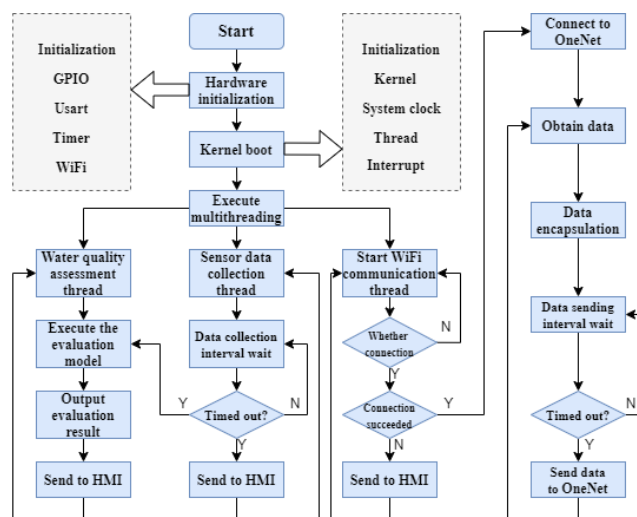 Start
Initialization
GPIO
Usart
Timer
WiFi
Hardware
initialization
Initialization
Kernel
System clock
Thread
Interrupt
Kernel boot
Execute
multithreading
Water quality
assessment
thread
Execute the
evaluation
model
Output
evaluation
result
Send to HMI
Sensor data
collection
thread
Data collection
interval wait
Timed out?
Y
N
Y
Send to HMI
Start WiFi
communication
thread
Whether
connection
N
Y
Connection
succeeded
Y
N
Send to HMI
Connect to
OneNet
Obtain data
Data
encapsulation
Data sending
interval wait
Timed out?
N
Y
Send data
to OneNet